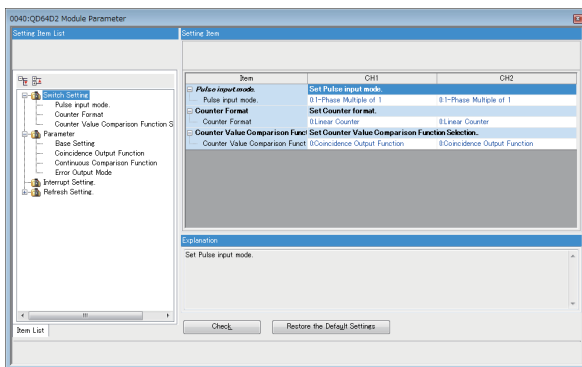 0040:QD64D2 Module Parameter
Setting Item List
Setting Item
Switch Setting
Pulse input mode.
Counter Format
Counter Value Comparison Function S
Parameter
Base Setting
Coincidence Output Function
Continuous Comparison Function
Error Output Mode
Interrupt Setting.
Refresh Setting.
Item List
Item CH1 CH2
Pulse input mode. Set Pulse input mode.
Pulse input mode. 0:1-Phase Multiple of 1 0:1-Phase Multiple of 1
Counter Format Set Counter format.
Counter Format 0:Linear Counter 0:Linear Counter
Counter Value Comparison Funct Set Counter Value Comparison Function Selection.
Counter Value Comparison Funct 0:Coincidence Output Function 0:Coincidence Output Function
Explanation
Set Pulse input mode.
Check Restore the Default Settings